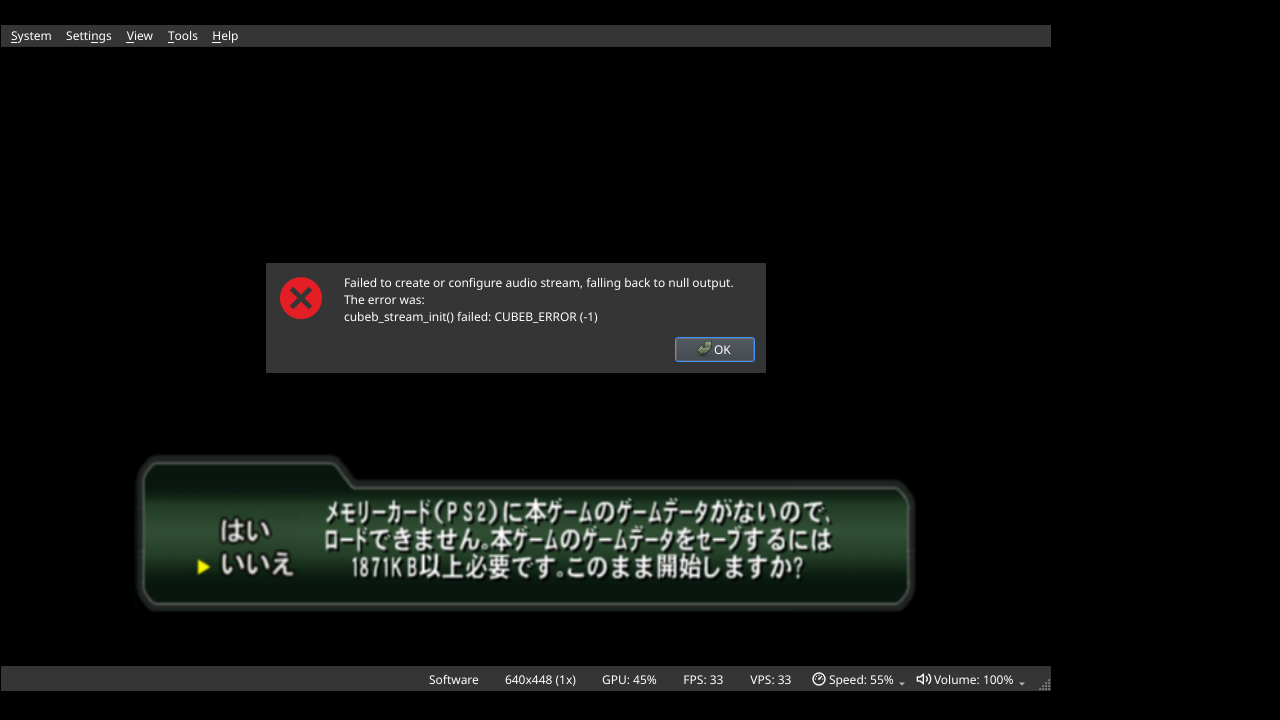 System Settings View Tools Help
Failed to create or configure audio stream, falling back to null output.
The error was:
cubeb_stream_init() failed: CUBEB_ERROR (-1)
OK
はい
いいえ
メモリーカード(PS2)に本ゲームのゲームデータがないので、
ロードできません。本ゲームのゲームデータをセーブするには
1871KB以上必要です。このまま開始しますか?
Software 640x448 (1x) GPU: 45% FPS: 33 VPS: 33 Speed: 55% Volume: 100%